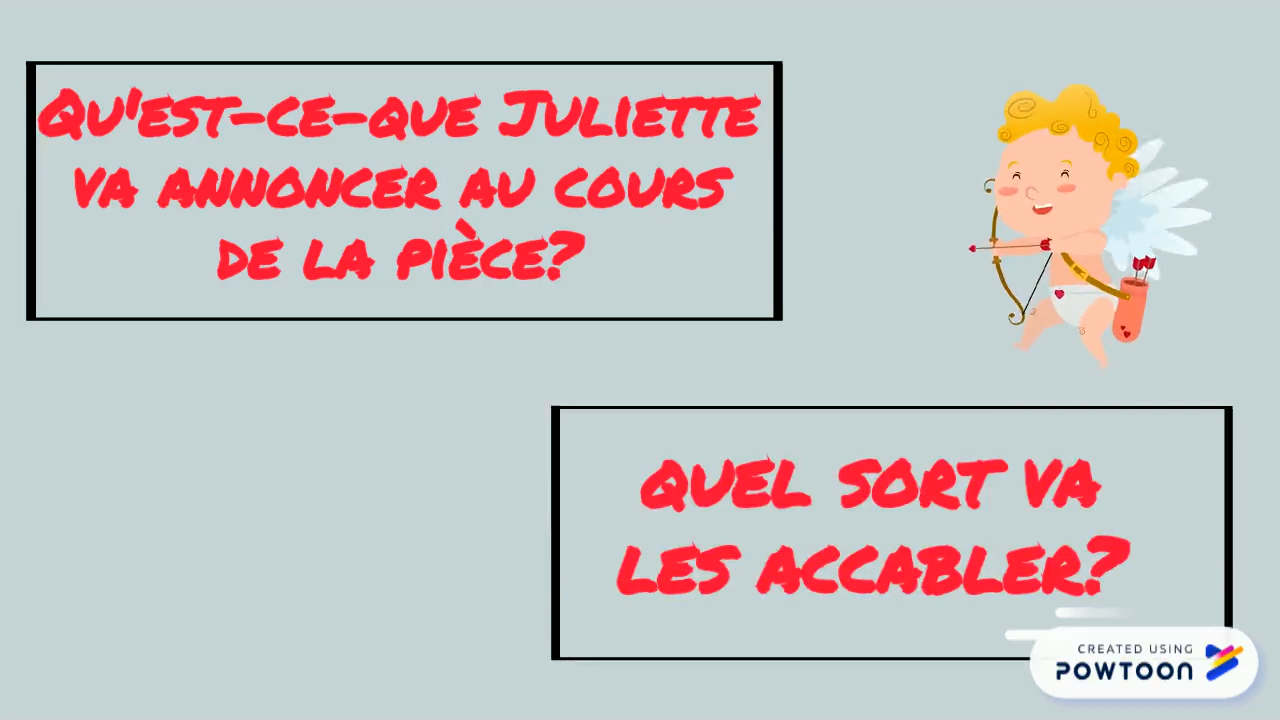 Qu'est-ce-que Juliette
va annoncer au cours
de la pièce?
quel sort va
les accabler?
CREATED USING
POWTOON